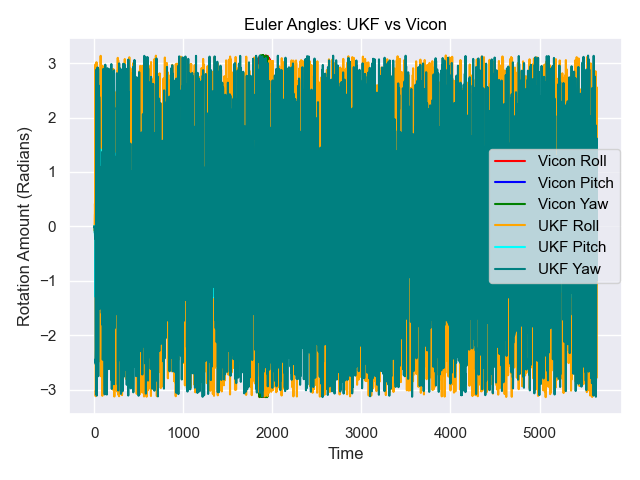 Euler Angles: UKF vs Vicon
Rotation Amount (Radians)
3
2
1
0
−1
−2
−3
Vicon Roll
Vicon Pitch
Vicon Yaw
UKF Roll
UKF Pitch
UKF Yaw
0 1000 2000 3000 4000 5000
Time